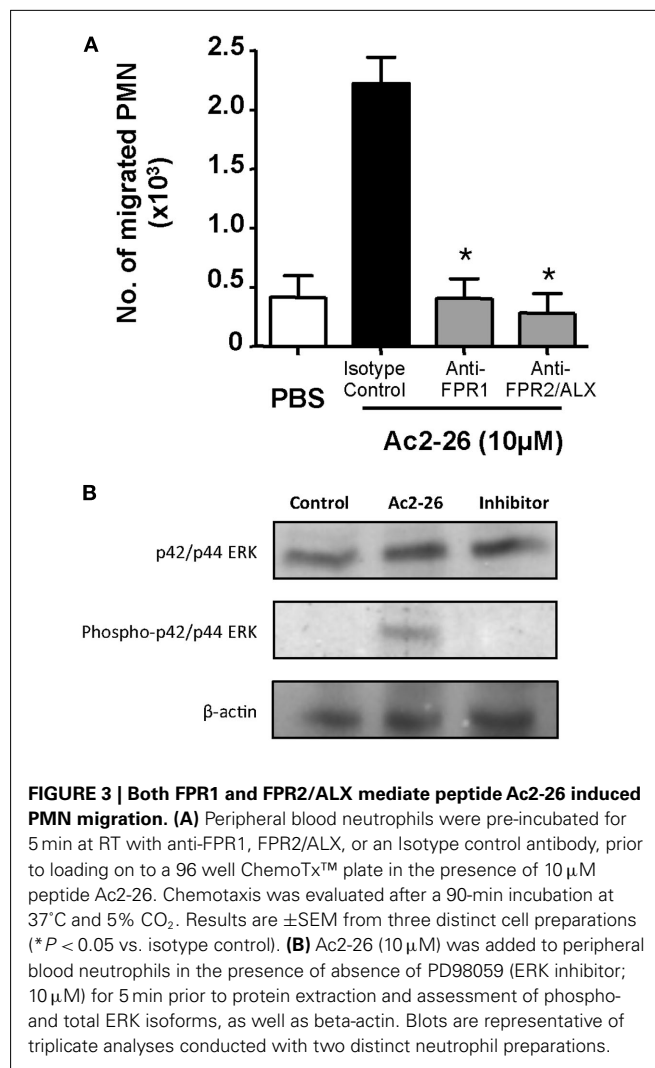 A
No. of migrated PMN
(x10³)
2.5
2.0
1.5
1.0
0.5
0
* *
PBS
Isotype Control
Anti-FPR1
Anti-FPR2/ALX
Ac2-26 (10µM)
B
Control Ac2-26 Inhibitor
p42/p44 ERK
Phospho-p42/p44 ERK
β-actin
FIGURE 3 | Both FPR1 and FPR2/ALX mediate peptide Ac2-26 induced
PMN migration. (A) Peripheral blood neutrophils were pre-incubated for
5 min at RT with anti-FPR1, FPR2/ALX, or an Isotype control antibody, prior
to loading on to a 96 well ChemoTx™ plate in the presence of 10 µM
peptide Ac2-26. Chemotaxis was evaluated after a 90-min incubation at
37˚C and 5% CO₂. Results are ±SEM from three distinct cell preparations
(*P < 0.05 vs. isotype control). (B) Ac2-26 (10 µM) was added to peripheral
blood neutrophils in the presence of absence of PD98059 (ERK inhibitor;
10 µM) for 5 min prior to protein extraction and assessment of phospho-
and total ERK isoforms, as well as beta-actin. Blots are representative of
triplicate analyses conducted with two distinct neutrophil preparations.